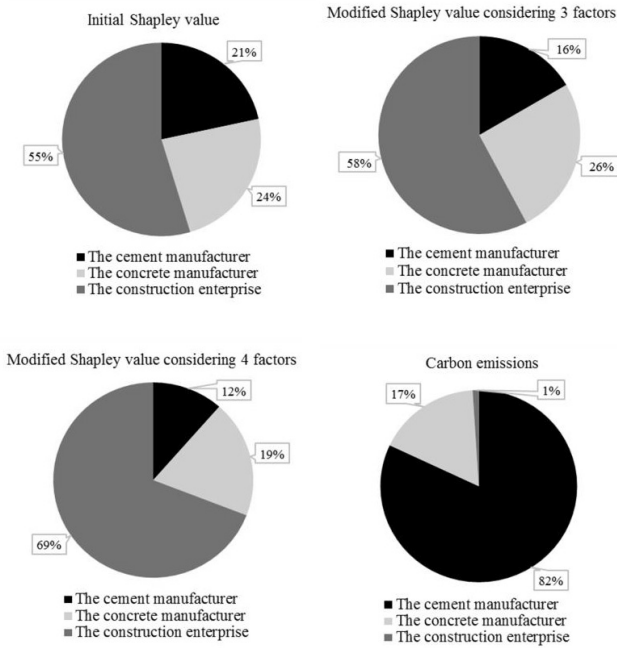 Initial Shapley value
21%
55%
24%
The cement manufacturer
The concrete manufacturer
The construction enterprise
Modified Shapley value considering 3 factors
16%
58%
26%
The cement manufacturer
The concrete manufacturer
The construction enterprise
Modified Shapley value considering 4 factors
12%
19%
69%
The cement manufacturer
The concrete manufacturer
The construction enterprise
Carbon emissions
17%
1%
82%
The cement manufacturer
The concrete manufacturer
The construction enterprise